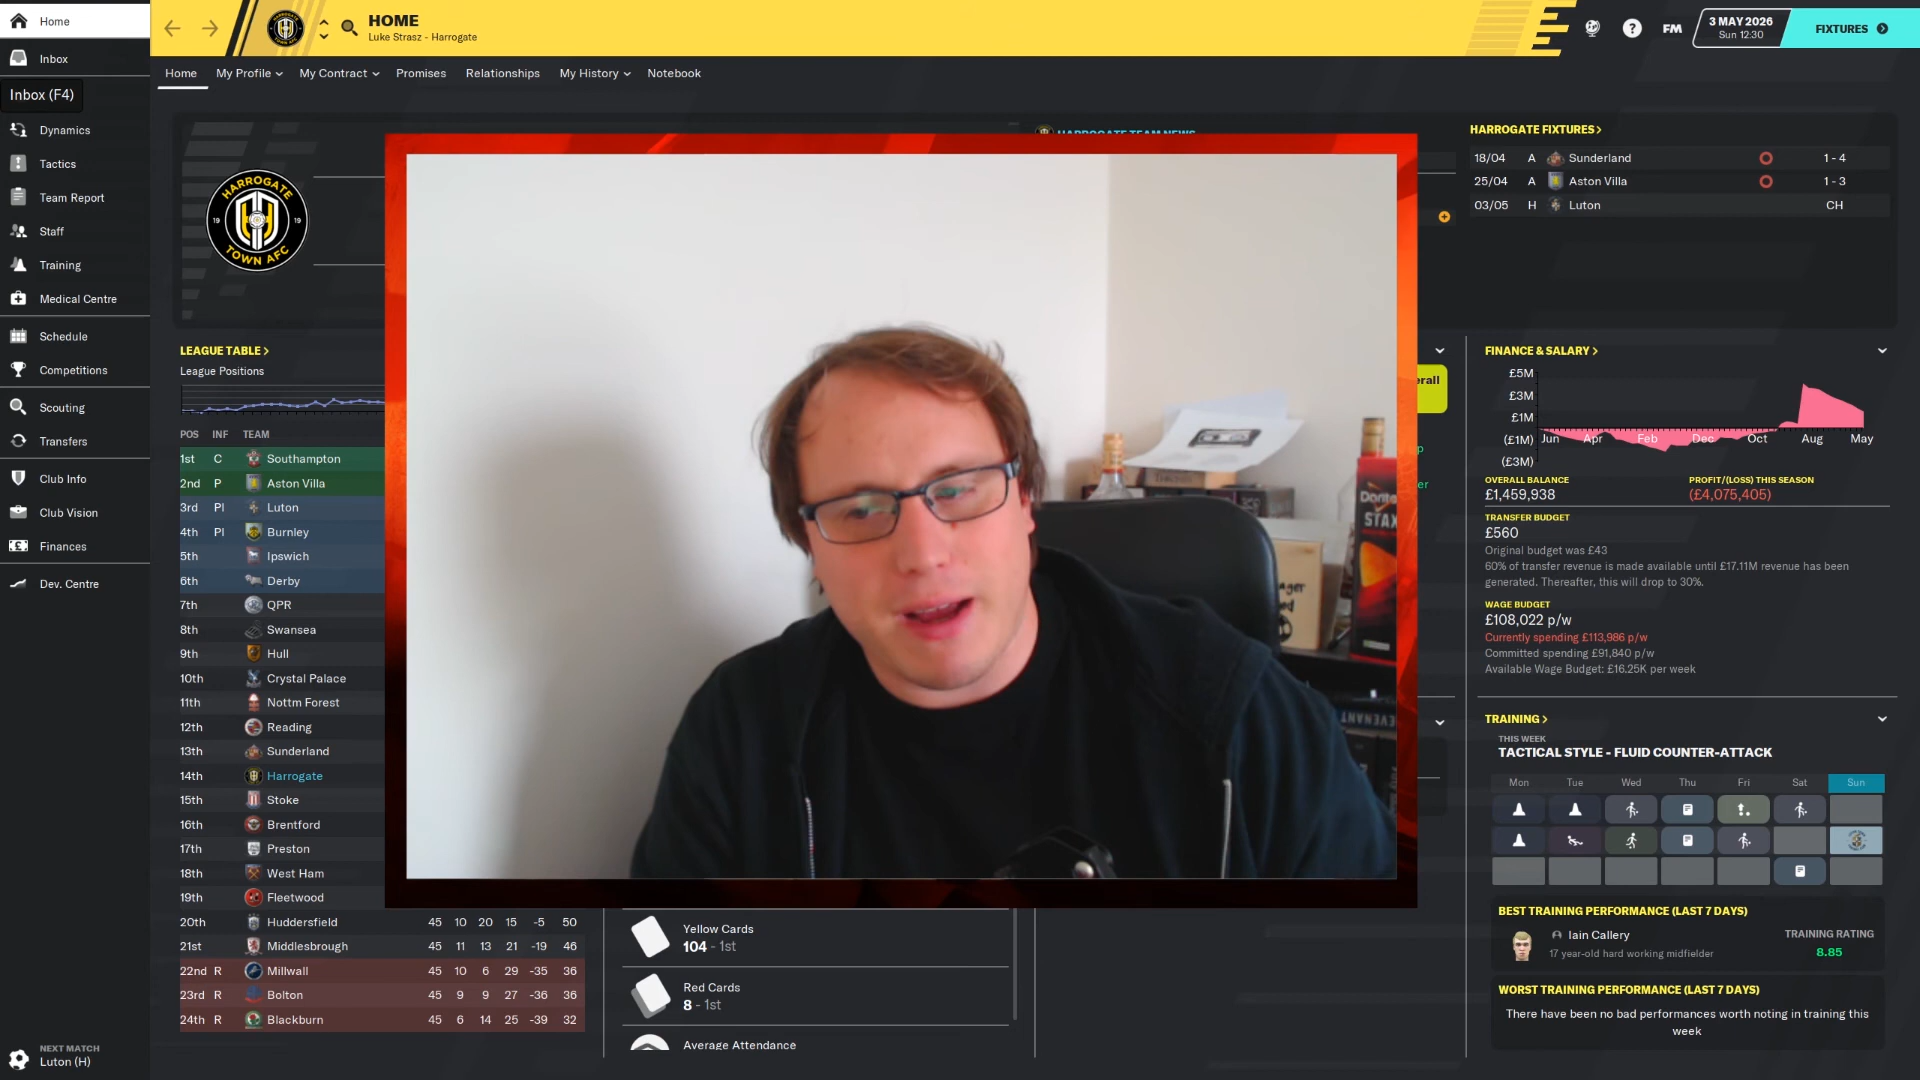 Home
Inbox
Inbox (F4)
Dynamics
Tactics
Team Report
Staff
Training
Medical Centre
Schedule
Competitions
Scouting
Transfers
Club Info
Club Vision
Finances
Dev. Centre
NEXT MATCH
Luton (H)
HOME
Luke Strasz - Harrogate
FM
3 MAY 2026
Sun 12:30
FIXTURES
Home
My Profile
My Contract
Promises
Relationships
My History
Notebook
HARROGATE
TOWN AFC
19 19
HARROGATE TEAM NEWS
HARROGATE FIXTURES
18/04 A Sunderland 1 - 4
25/04 A Aston Villa 1 - 3
03/05 H Luton CH
LEAGUE TABLE
League Positions
POS INF TEAM
1st C Southampton
2nd P Aston Villa
3rd Pl Luton
4th Pl Burnley
5th Ipswich
6th Derby
7th QPR
8th Swansea
9th Hull
10th Crystal Palace
11th Nottm Forest
12th Reading
13th Sunderland
14th Harrogate
15th Stoke
16th Brentford
17th Preston
18th West Ham
19th Fleetwood
20th Huddersfield 45 10 20 15 -5 50
21st Middlesbrough 45 11 13 21 -19 46
22nd R Millwall 45 10 6 29 -35 36
23rd R Bolton 45 9 9 27 -36 36
24th R Blackburn 45 6 14 25 -39 32
Yellow Cards
104 - 1st
Red Cards
8 - 1st
Average Attendance
STAX
FINANCE & SALARY
£5M
£3M
£1M
(£1M)
(£3M)
Jun Apr Feb Dec Oct Aug May
OVERALL BALANCE
£1,459,938
PROFIT/(LOSS) THIS SEASON
(£4,075,405)
TRANSFER BUDGET
£560
Original budget was £43
60% of transfer revenue is made available until £17.11M revenue has been
generated. Thereafter, this will drop to 30%.
WAGE BUDGET
£108,022 p/w
Currently spending £113,986 p/w
Committed spending £91,840 p/w
Available Wage Budget: £16.25K per week
TRAINING
THIS WEEK
TACTICAL STYLE - FLUID COUNTER-ATTACK
Mon Tue Wed Thu Fri Sat Sun
BEST TRAINING PERFORMANCE (LAST 7 DAYS)
Iain Callery
17 year-old hard working midfielder
TRAINING RATING
8.85
WORST TRAINING PERFORMANCE (LAST 7 DAYS)
There have been no bad performances worth noting in training this
week